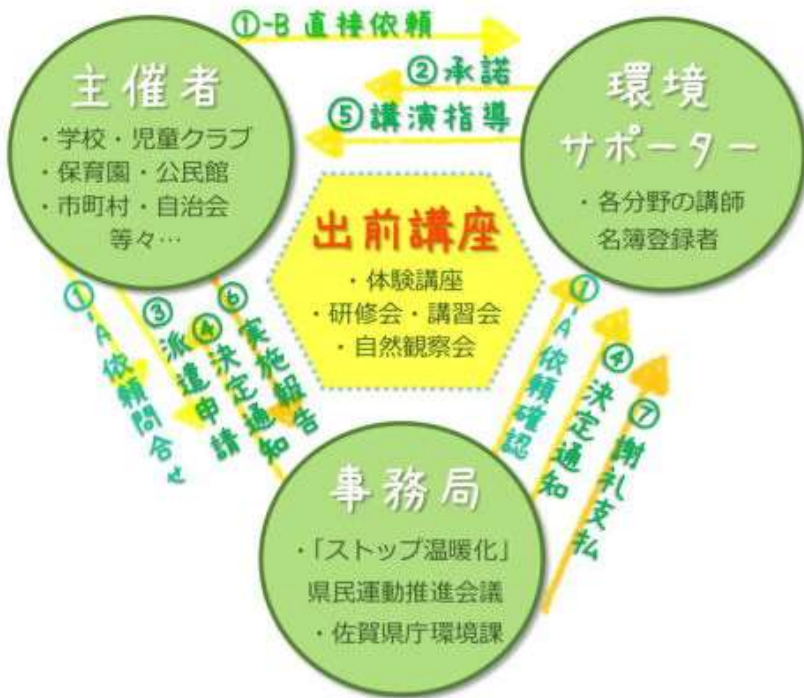 ①-B 直接依頼
②承諾
⑤講演指導
主催者
・学校・児童クラブ
・保育園・公民館
・市町村・自治会
等々…
環境
サポーター
・各分野の講師
名簿登録者
出前講座
・体験講座
・研修会・講習会
・自然観察会
①-A 依頼問合せ
③派遣申請
④決定通知
⑥実施報告
①-A 依頼確認
④決定通知
⑦謝礼支払
事務局
・「ストップ温暖化」
県民運動推進会議
・佐賀県庁環境課